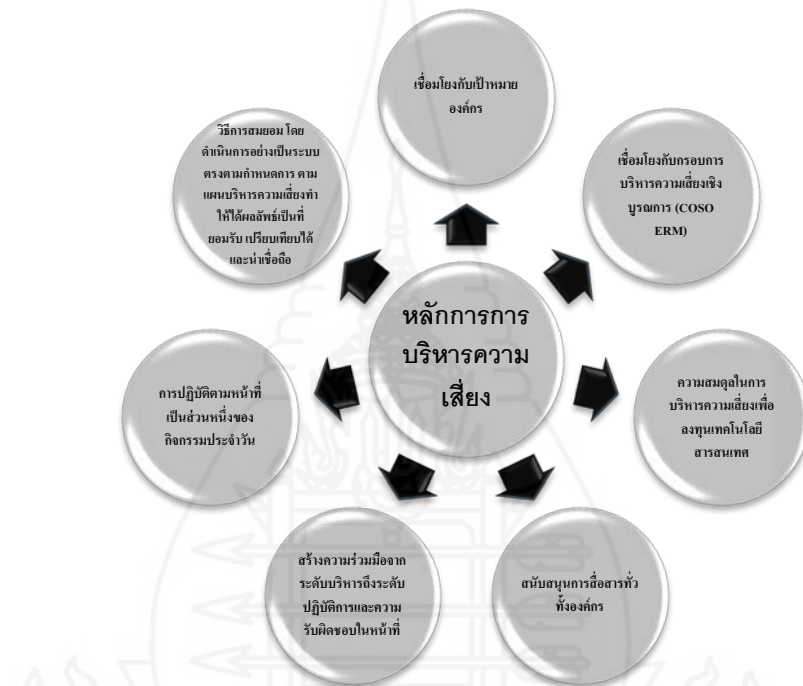 เชื่อมโยงกับเป้าหมาย
องค์กร
เชื่อมโยงกับกรอบการ
บริหารความเสี่ยงเชิง
บูรณการ (COSO
ERM)
ความสมดุลในการ
บริหารความเสี่ยงเพื่อ
ลงทุนเทคโนโลยี
สารสนเทศ
สนับสนุนการสื่อสารทั่ว
ทั้งองค์กร
สร้างความร่วมมือจาก
ระดับบริหารถึงระดับ
ปฏิบัติการและความ
รับผิดชอบในหน้าที่
การปฏิบัติตามหน้าที่
เป็นส่วนหนึ่งของ
กิจกรรมประจำวัน
วิธีการสมยอม โดย
ดำเนินการอย่างเป็นระบบ
ตรงตามกำหนดการ ตาม
แผนบริหารความเสี่ยงทำ
ให้ได้ผลลัพธ์เป็นที่
ยอมรับ เปรียบเทียบได้
และน่าเชื่อถือ
หลักการการ
บริหารความ
เสี่ยง